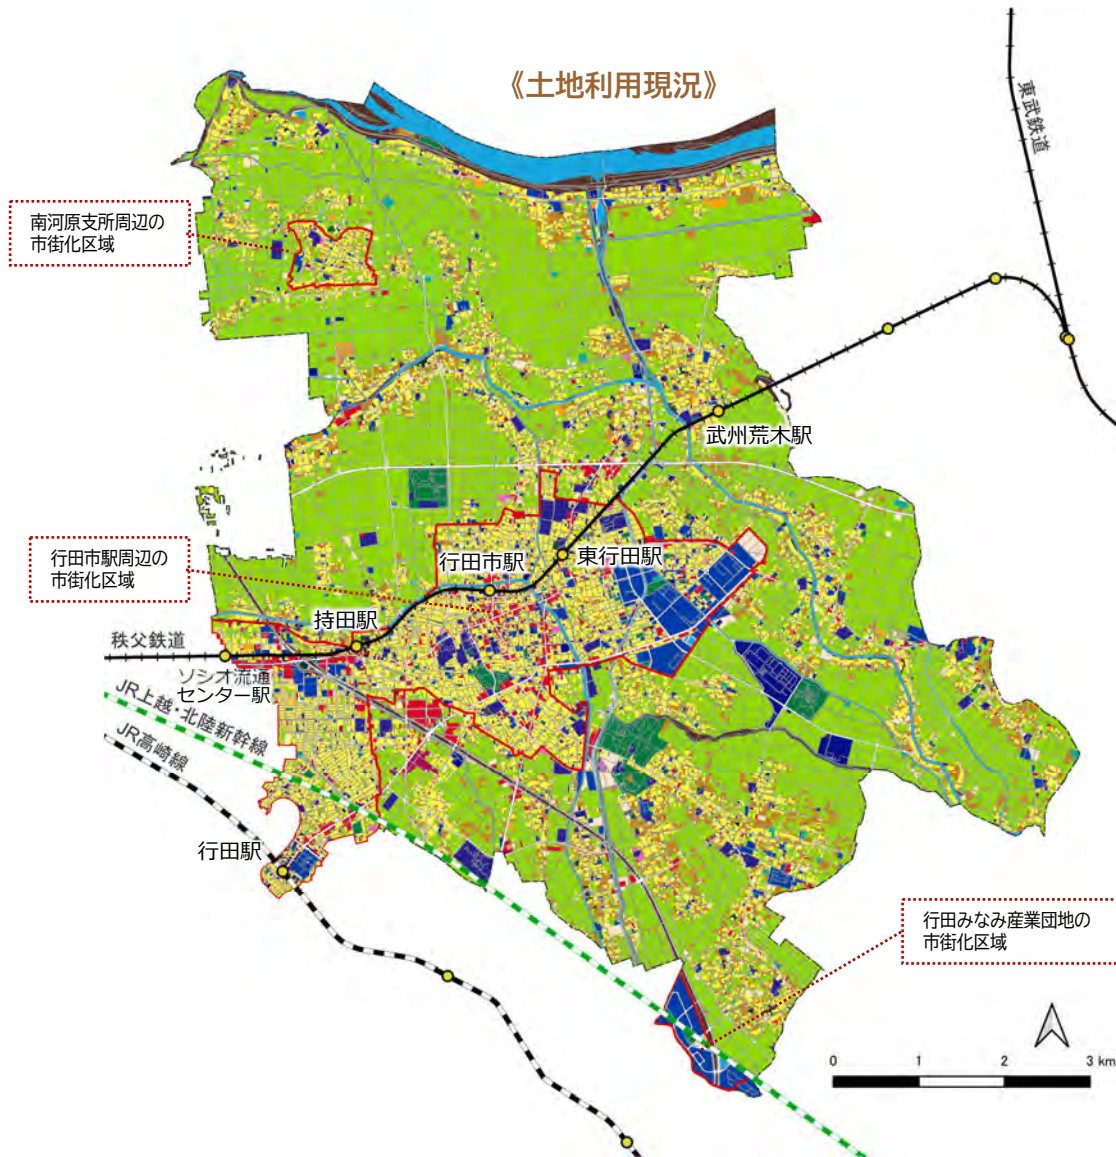 《土地利用現況》
東武鉄道
南河原支所周辺の
市街化区域
武州荒木駅
行田市駅周辺の
市街化区域
行田市駅
東行田駅
持田駅
秩父鉄道
ソシオ流通
センター駅
JR上越・北陸新幹線
JR高崎線
行田駅
行田みなみ産業団地の
市街化区域
0 1 2 3 km